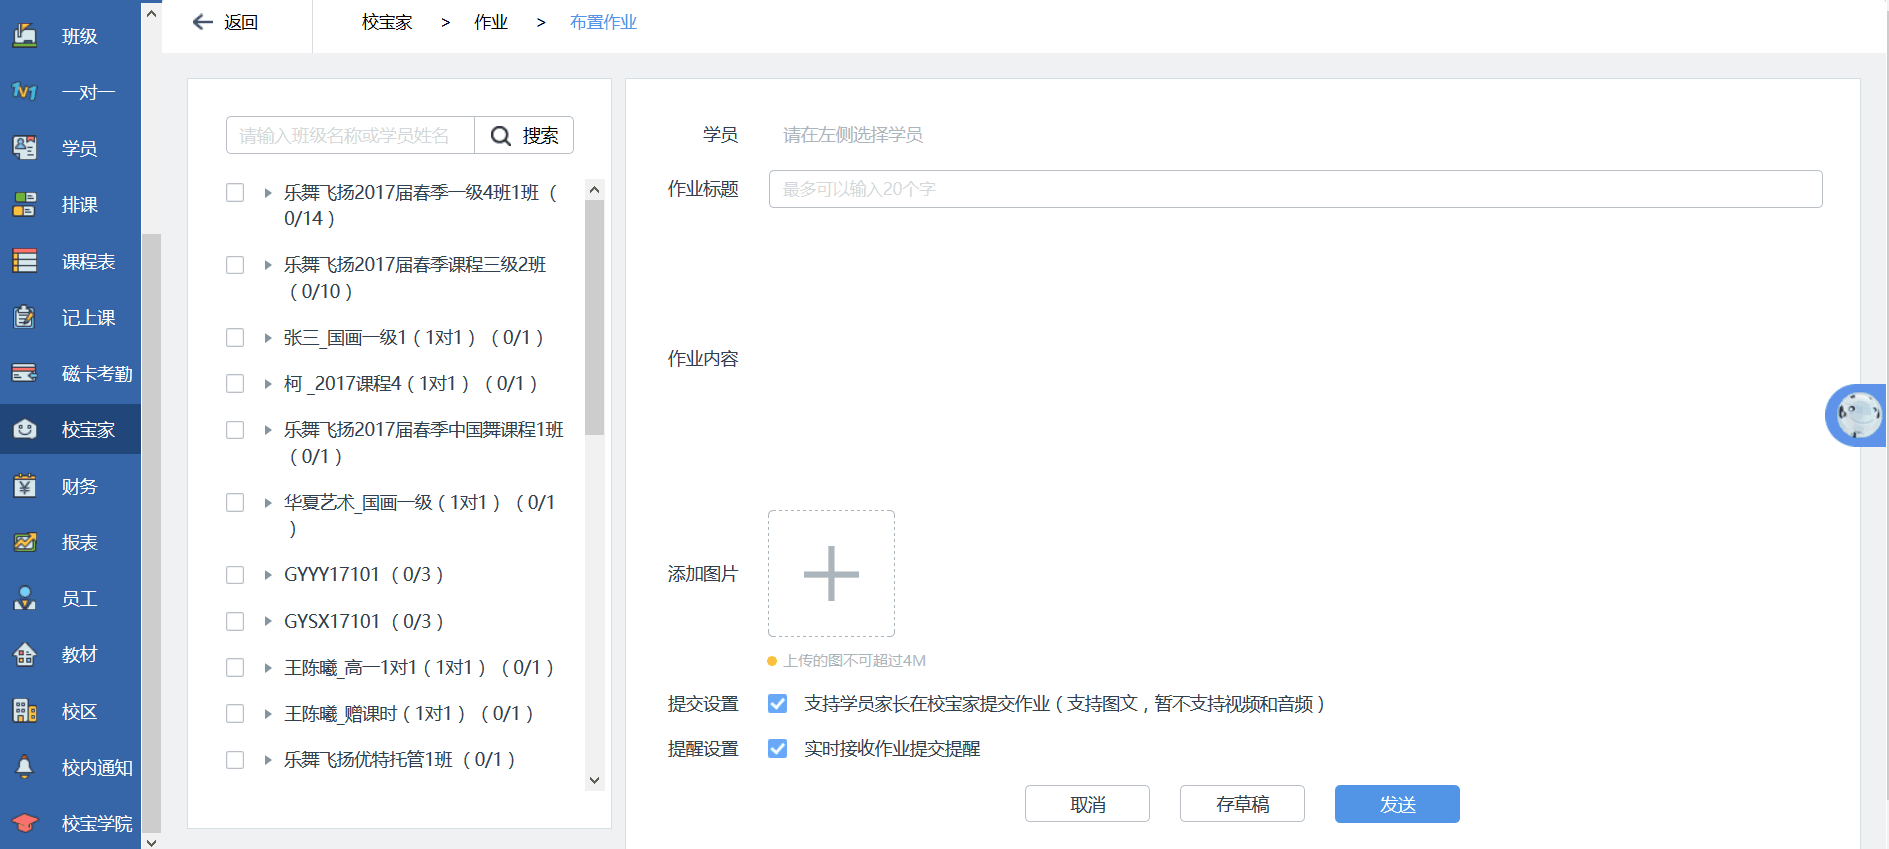 返回
校宝家 > 作业 > 布置作业
班级
一对一
学员
排课
课程表
记上课
磁卡考勤
校宝家
财务
报表
员工
教材
校区
校内通知
校宝学院
请输入班级名称或学员姓名
搜索
乐舞飞扬2017届春季一级4班1班（
0/14）
乐舞飞扬2017届春季课程三级2班
（0/10）
张三_国画一级1（1对1）（0/1）
柯 _2017课程4（1对1）（0/1）
乐舞飞扬2017届春季中国舞课程1班
（0/1）
华夏艺术_国画一级（1对1）（0/1
）
GYYY17101（0/3）
GYSX17101（0/3）
王陈曦_高一1对1（1对1）（0/1）
王陈曦_赠课时（1对1）（0/1）
乐舞飞扬优特托管1班（0/1）
学员 请在左侧选择学员
作业标题 最多可以输入20个字
作业内容
添加图片
上传的图不可超过4M
提交设置 支持学员家长在校宝家提交作业（支持图文，暂不支持视频和音频）
提醒设置 实时接收作业提交提醒
取消 存草稿 发送